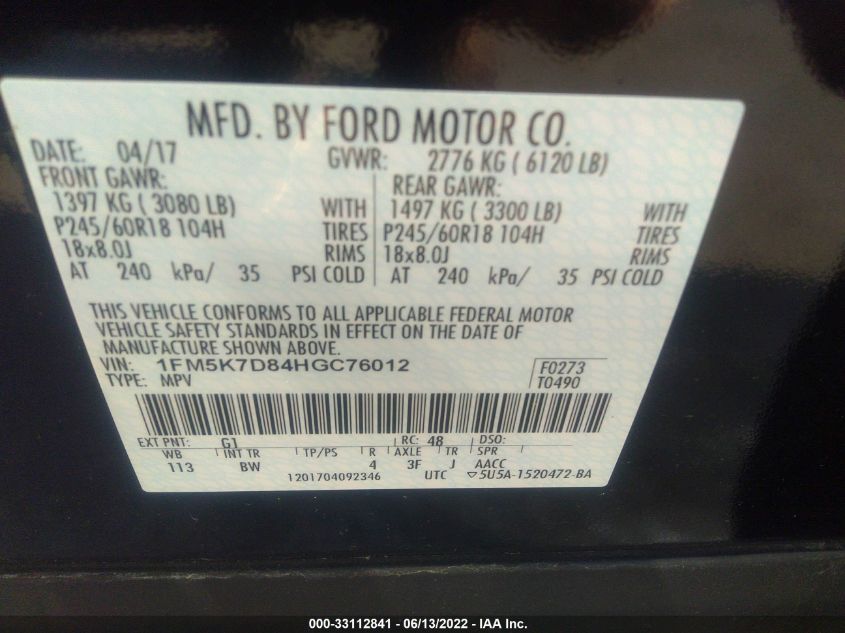 MFD. BY FORD MOTOR CO.
DATE: 04/17 GVWR: 2776 KG ( 6120 LB)
FRONT GAWR: REAR GAWR:
1397 KG ( 3080 LB) WITH 1497 KG ( 3300 LB) WITH
P245/60R18 104H TIRES P245/60R18 104H TIRES
18x8.0J RIMS 18x8.0J RIMS
AT 240 kPa/ 35 PSI COLD AT 240 kPa/ 35 PSI COLD
THIS VEHICLE CONFORMS TO ALL APPLICABLE FEDERAL MOTOR
VEHICLE SAFETY STANDARDS IN EFFECT ON THE DATE OF
MANUFACTURE SHOWN ABOVE.
VIN: 1FM5K7D84HGC76012 F0273
TYPE: MPV T0490
EXT PNT: G1 RC: 48 DSO:
WB INT TR TP/PS R AXLE TR SPR
113 BW 4 3F J AACC
1201704092346 UTC ▽5U5A-1520472-BA
000-33112841 - 06/13/2022 - IAA Inc.